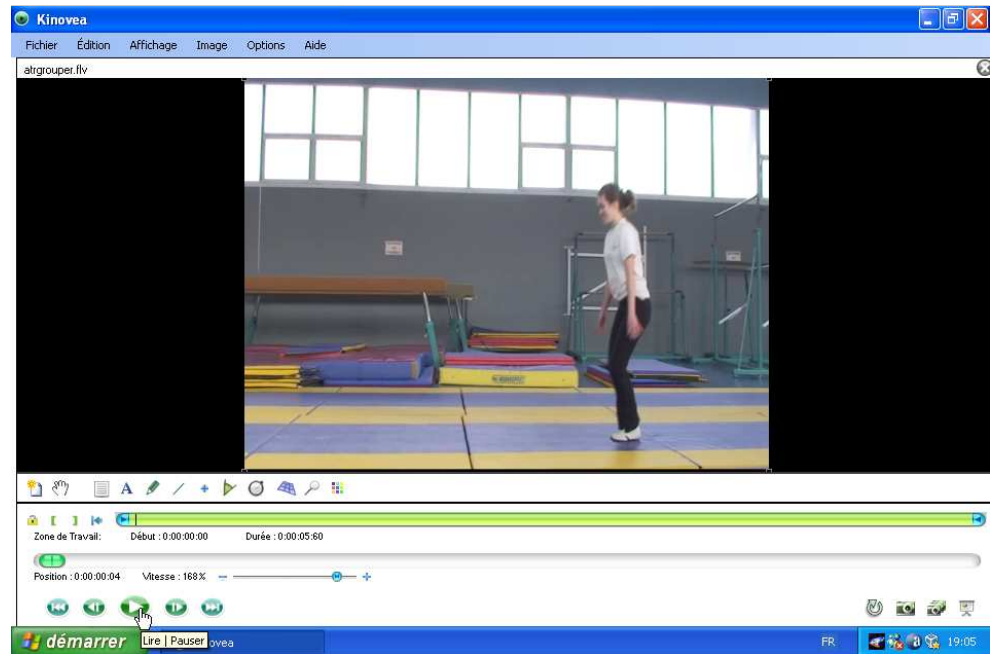 Kinovea
Fichier Édition Affichage Image Options Aide
atrgrouper.flv
A
Zone de Travail: Début : 0:00:00:00 Durée : 0:00:05:60
Position : 0:00:00:04 Vitesse : 168%
démarrer Lire | Pauser ovea FR 19:05